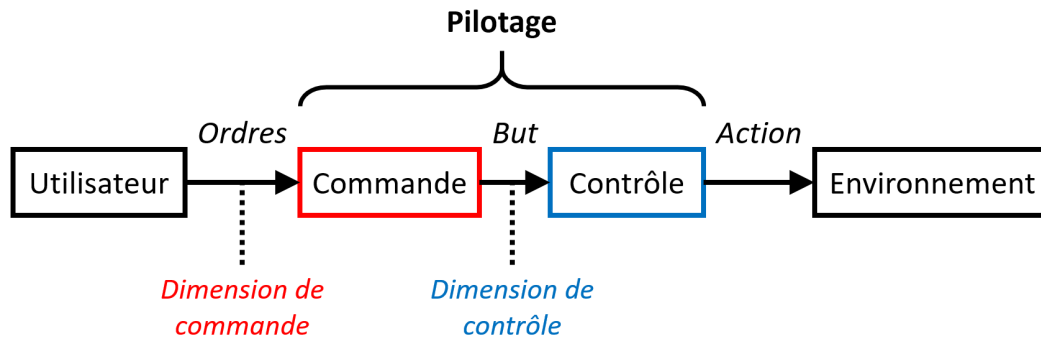 Pilotage
Ordres
But
Action
Utilisateur
Commande
Contrôle
Environnement
Dimension de
commande
Dimension de
contrôle